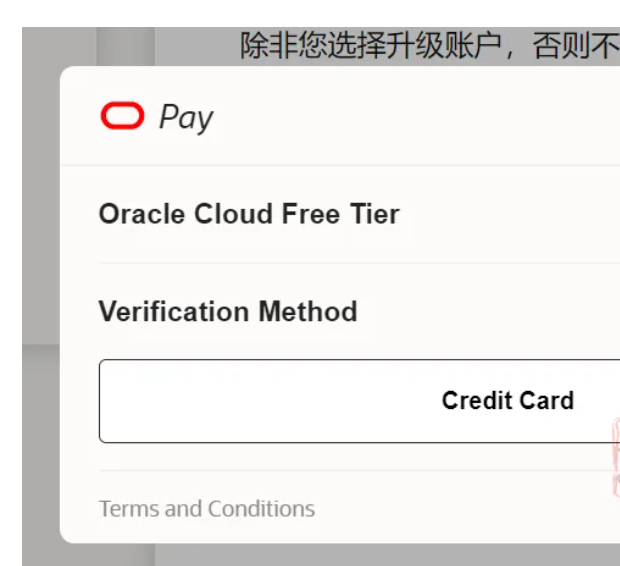 除非您选择升级账户，否则不
Pay
Oracle Cloud Free Tier
Verification Method
Credit Card
Terms and Conditions